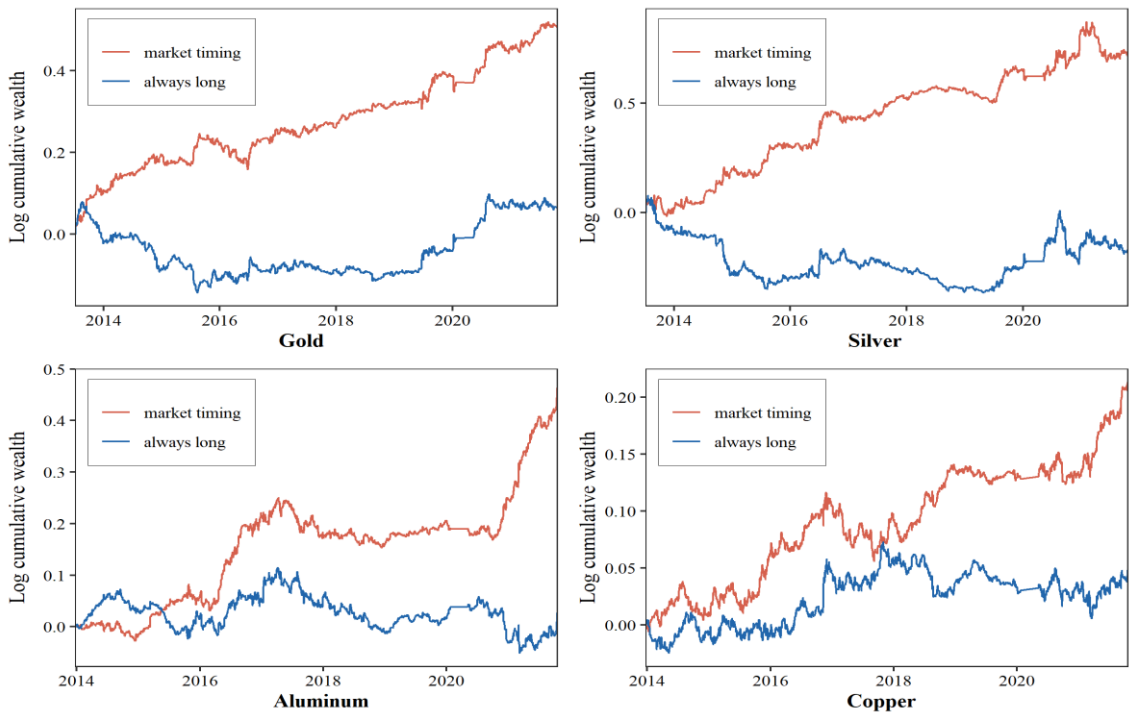 market timing
always long
Log cumulative wealth
0.4
0.2
0.0
2014 2016 2018 2020
Gold
market timing
always long
Log cumulative wealth
0.5
0.0
2014 2016 2018 2020
Silver
market timing
always long
Log cumulative wealth
0.5
0.4
0.3
0.2
0.1
0.0
2014 2016 2018 2020
Aluminum
market timing
always long
Log cumulative wealth
0.20
0.15
0.10
0.05
0.00
2014 2016 2018 2020
Copper